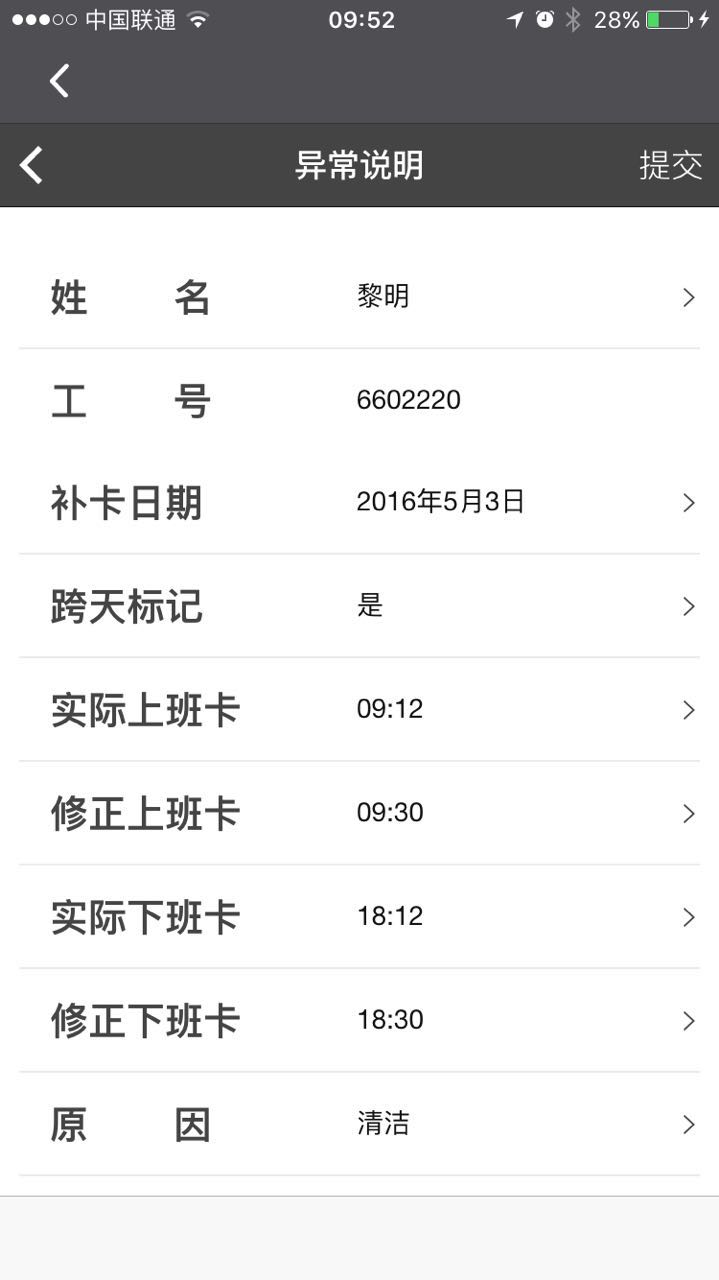 中国联通 09:52 28%
异常说明 提交
姓 名 黎明
工 号 6602220
补卡日期 2016年5月3日
跨天标记 是
实际上班卡 09:12
修正上班卡 09:30
实际下班卡 18:12
修正下班卡 18:30
原 因 清洁